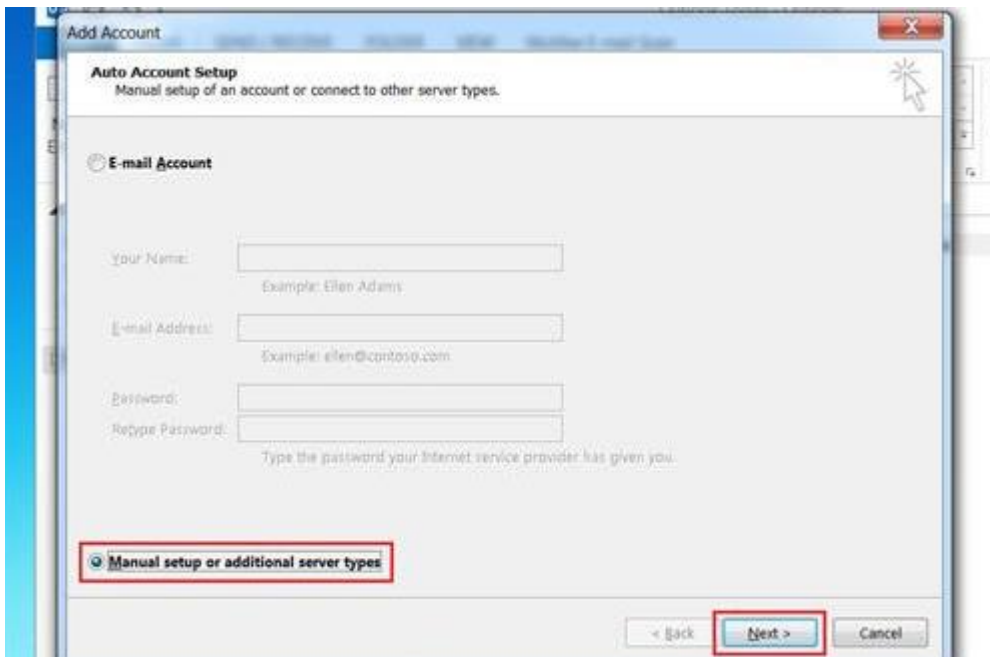 Add Account
Auto Account Setup
Manual setup of an account or connect to other server types.
E-mail Account
Your Name:
Example: Ellen Adams
E-mail Address:
Example: ellen@contoso.com
Password:
Retype Password:
Type the password your Internet service provider has given you.
Manual setup or additional server types
< Back
Next >
Cancel